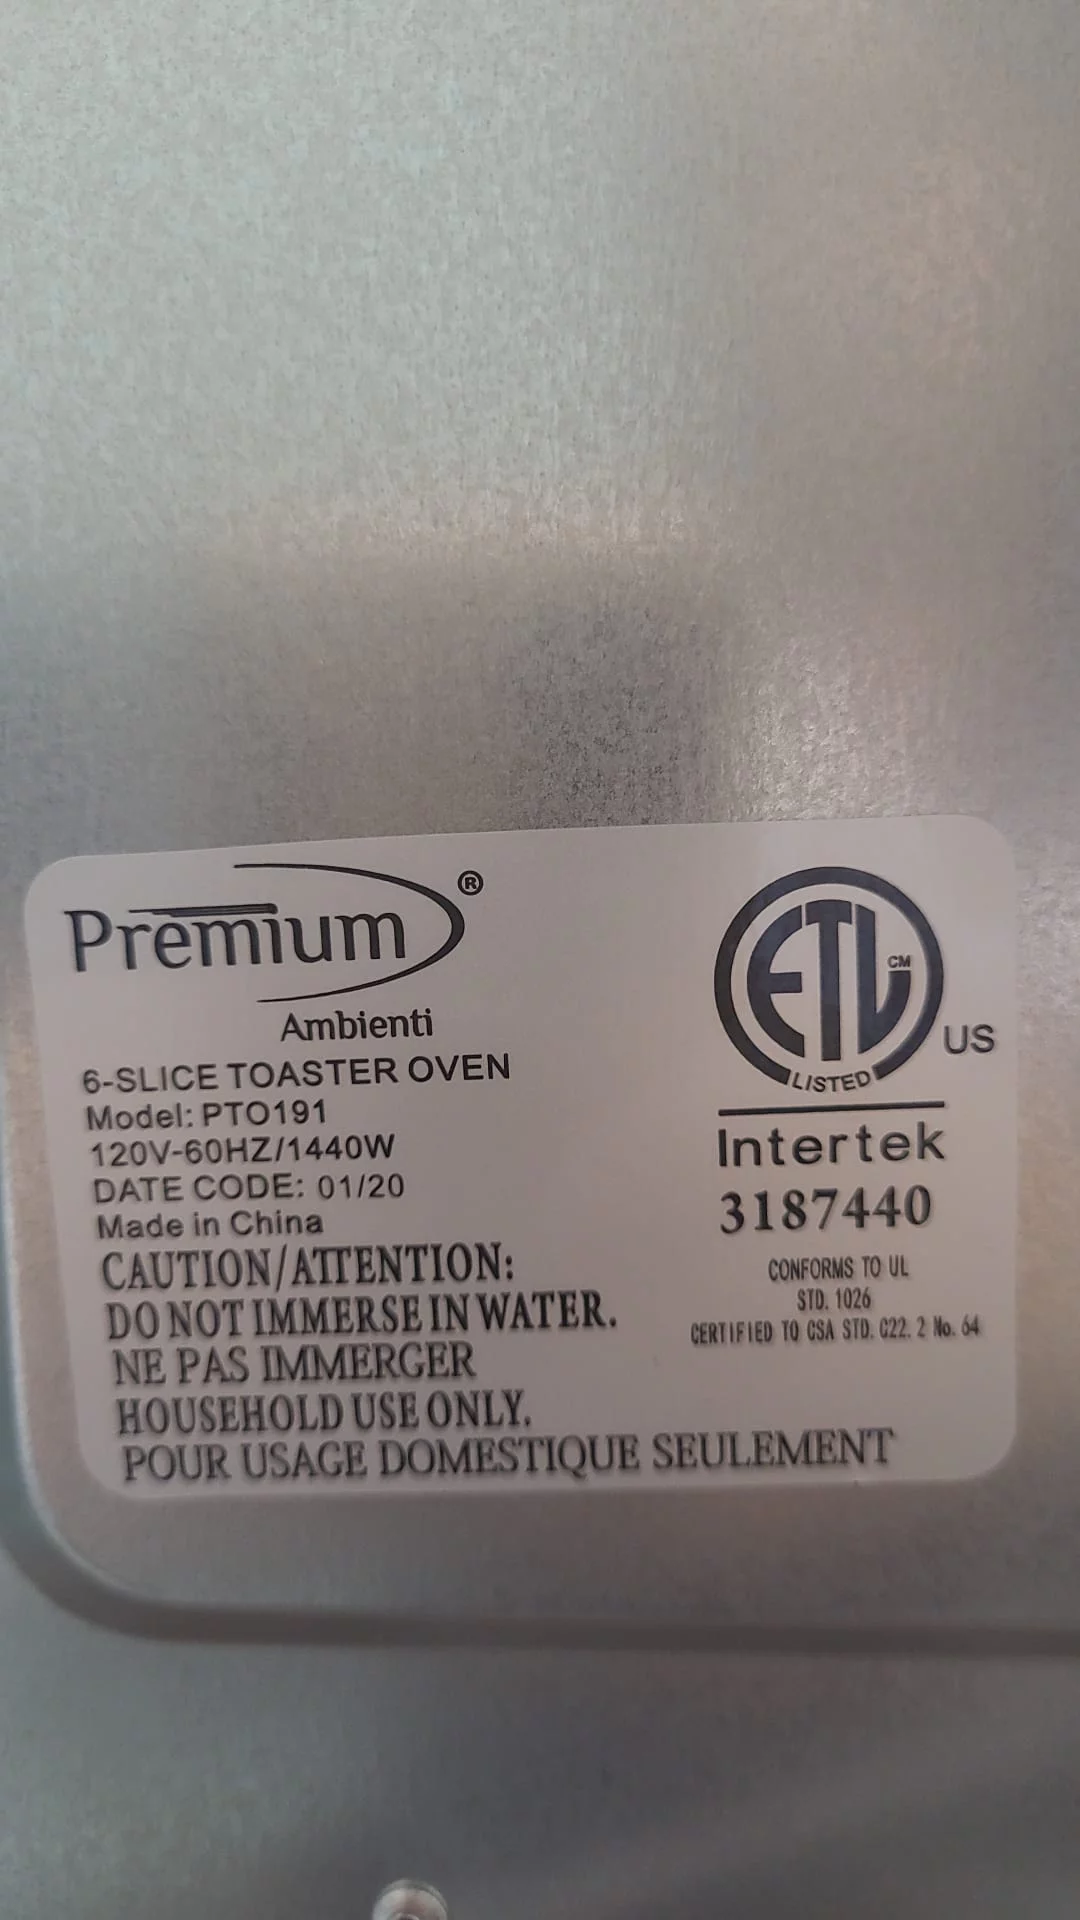 Premium®
Ambienti
6-SLICE TOASTER OVEN
Model: PTO191
120V-60HZ/1440W
DATE CODE: 01/20
Made in China
CAUTION/ATTENTION:
DO NOT IMMERSE IN WATER.
NE PAS IMMERGER
HOUSEHOLD USE ONLY.
POUR USAGE DOMESTIQUE SEULEMENT
ETL CM
LISTED
US
Intertek
3187440
CONFORMS TO UL
STD. 1026
CERTIFIED TO CSA STD. C22. 2 No. 64